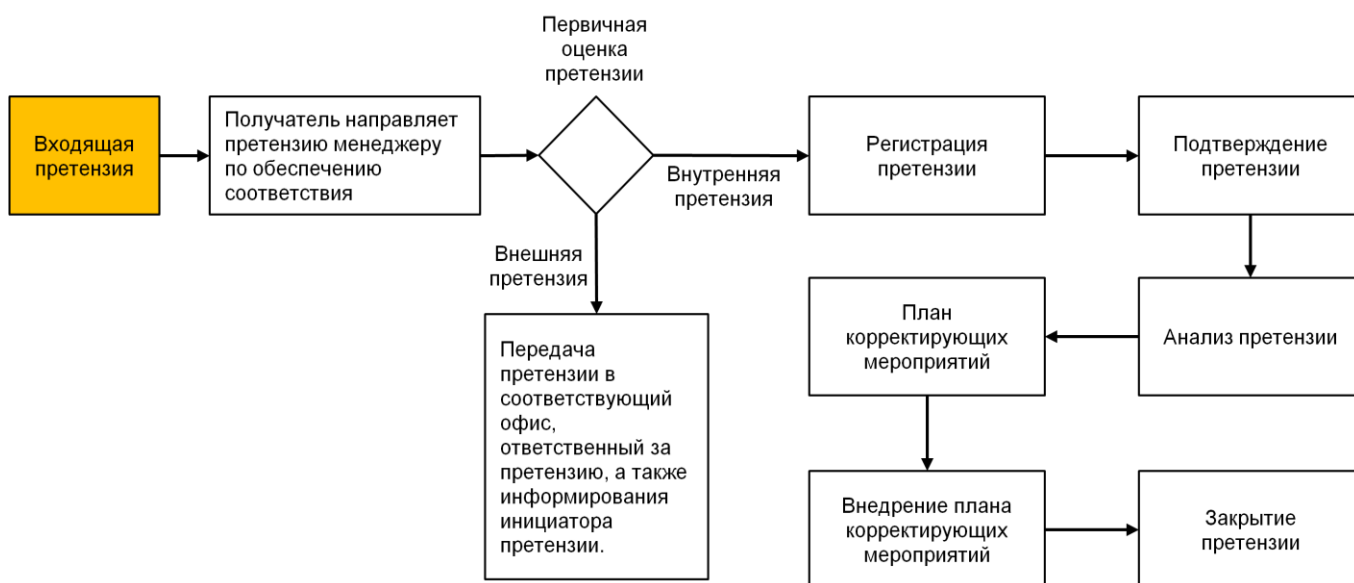 Первичная
оценка
претензии
Входящая
претензия
Получатель направляет
претензию менеджеру
по обеспечению
соответствия
Внутренняя
претензия
Регистрация
претензии
Подтверждение
претензии
Внешняя
претензия
Передача
претензии в
соответствующий
офис,
ответственный за
претензию, а также
информирования
инициатора
претензии.
Анализ претензии
План
корректирующих
мероприятий
Внедрение плана
корректирующих
мероприятий
Закрытие
претензии